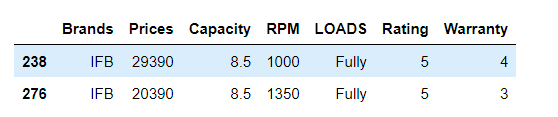 Brands Prices Capacity RPM LOADS Rating Warranty
238 IFB 29390 8.5 1000 Fully 5 4
276 IFB 20390 8.5 1350 Fully 5 3